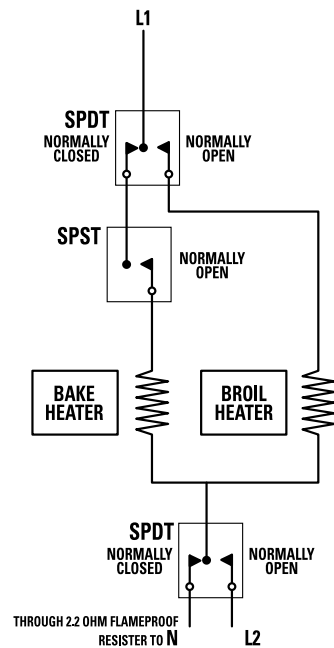 L1
SPDT
NORMALLY
CLOSED
NORMALLY
OPEN
SPST
NORMALLY
OPEN
BAKE
HEATER
BROIL
HEATER
SPDT
NORMALLY
CLOSED
NORMALLY
OPEN
THROUGH 2.2 OHM FLAMEPROOF
RESISTER TO N
L2